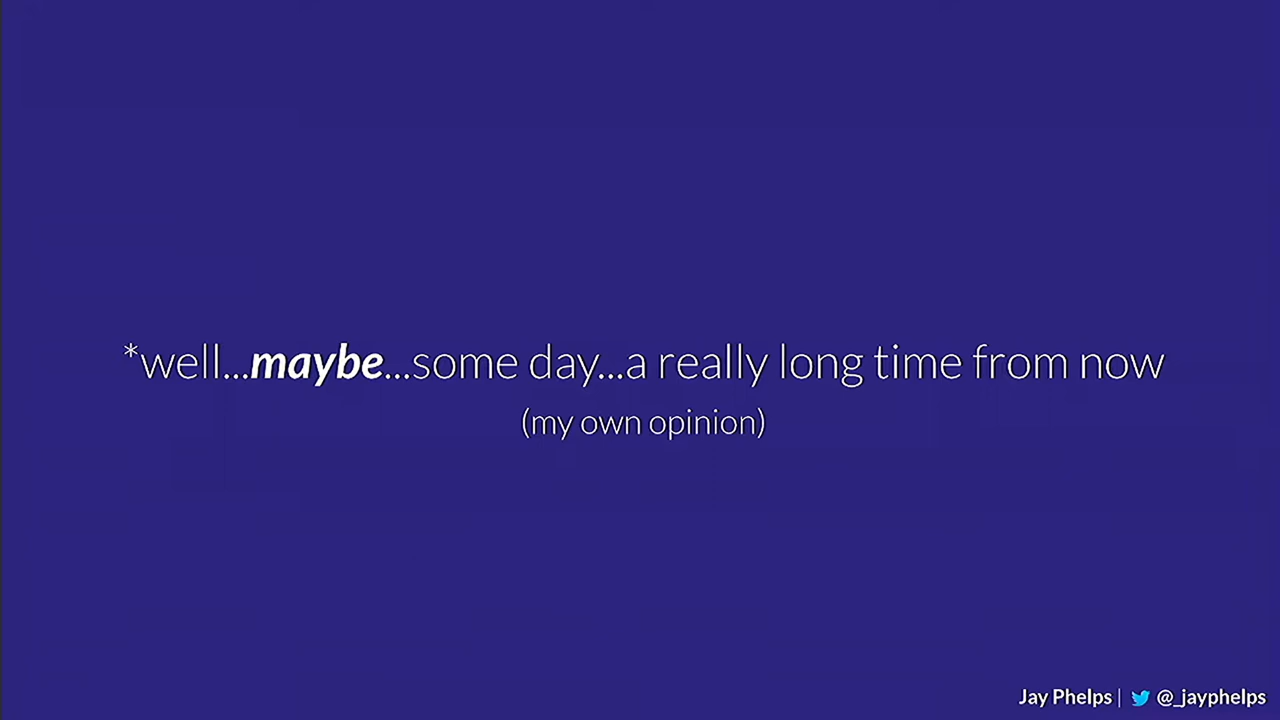 *well...maybe...some day...a really long time from now
(my own opinion)
Jay Phelps | @_jayphelps